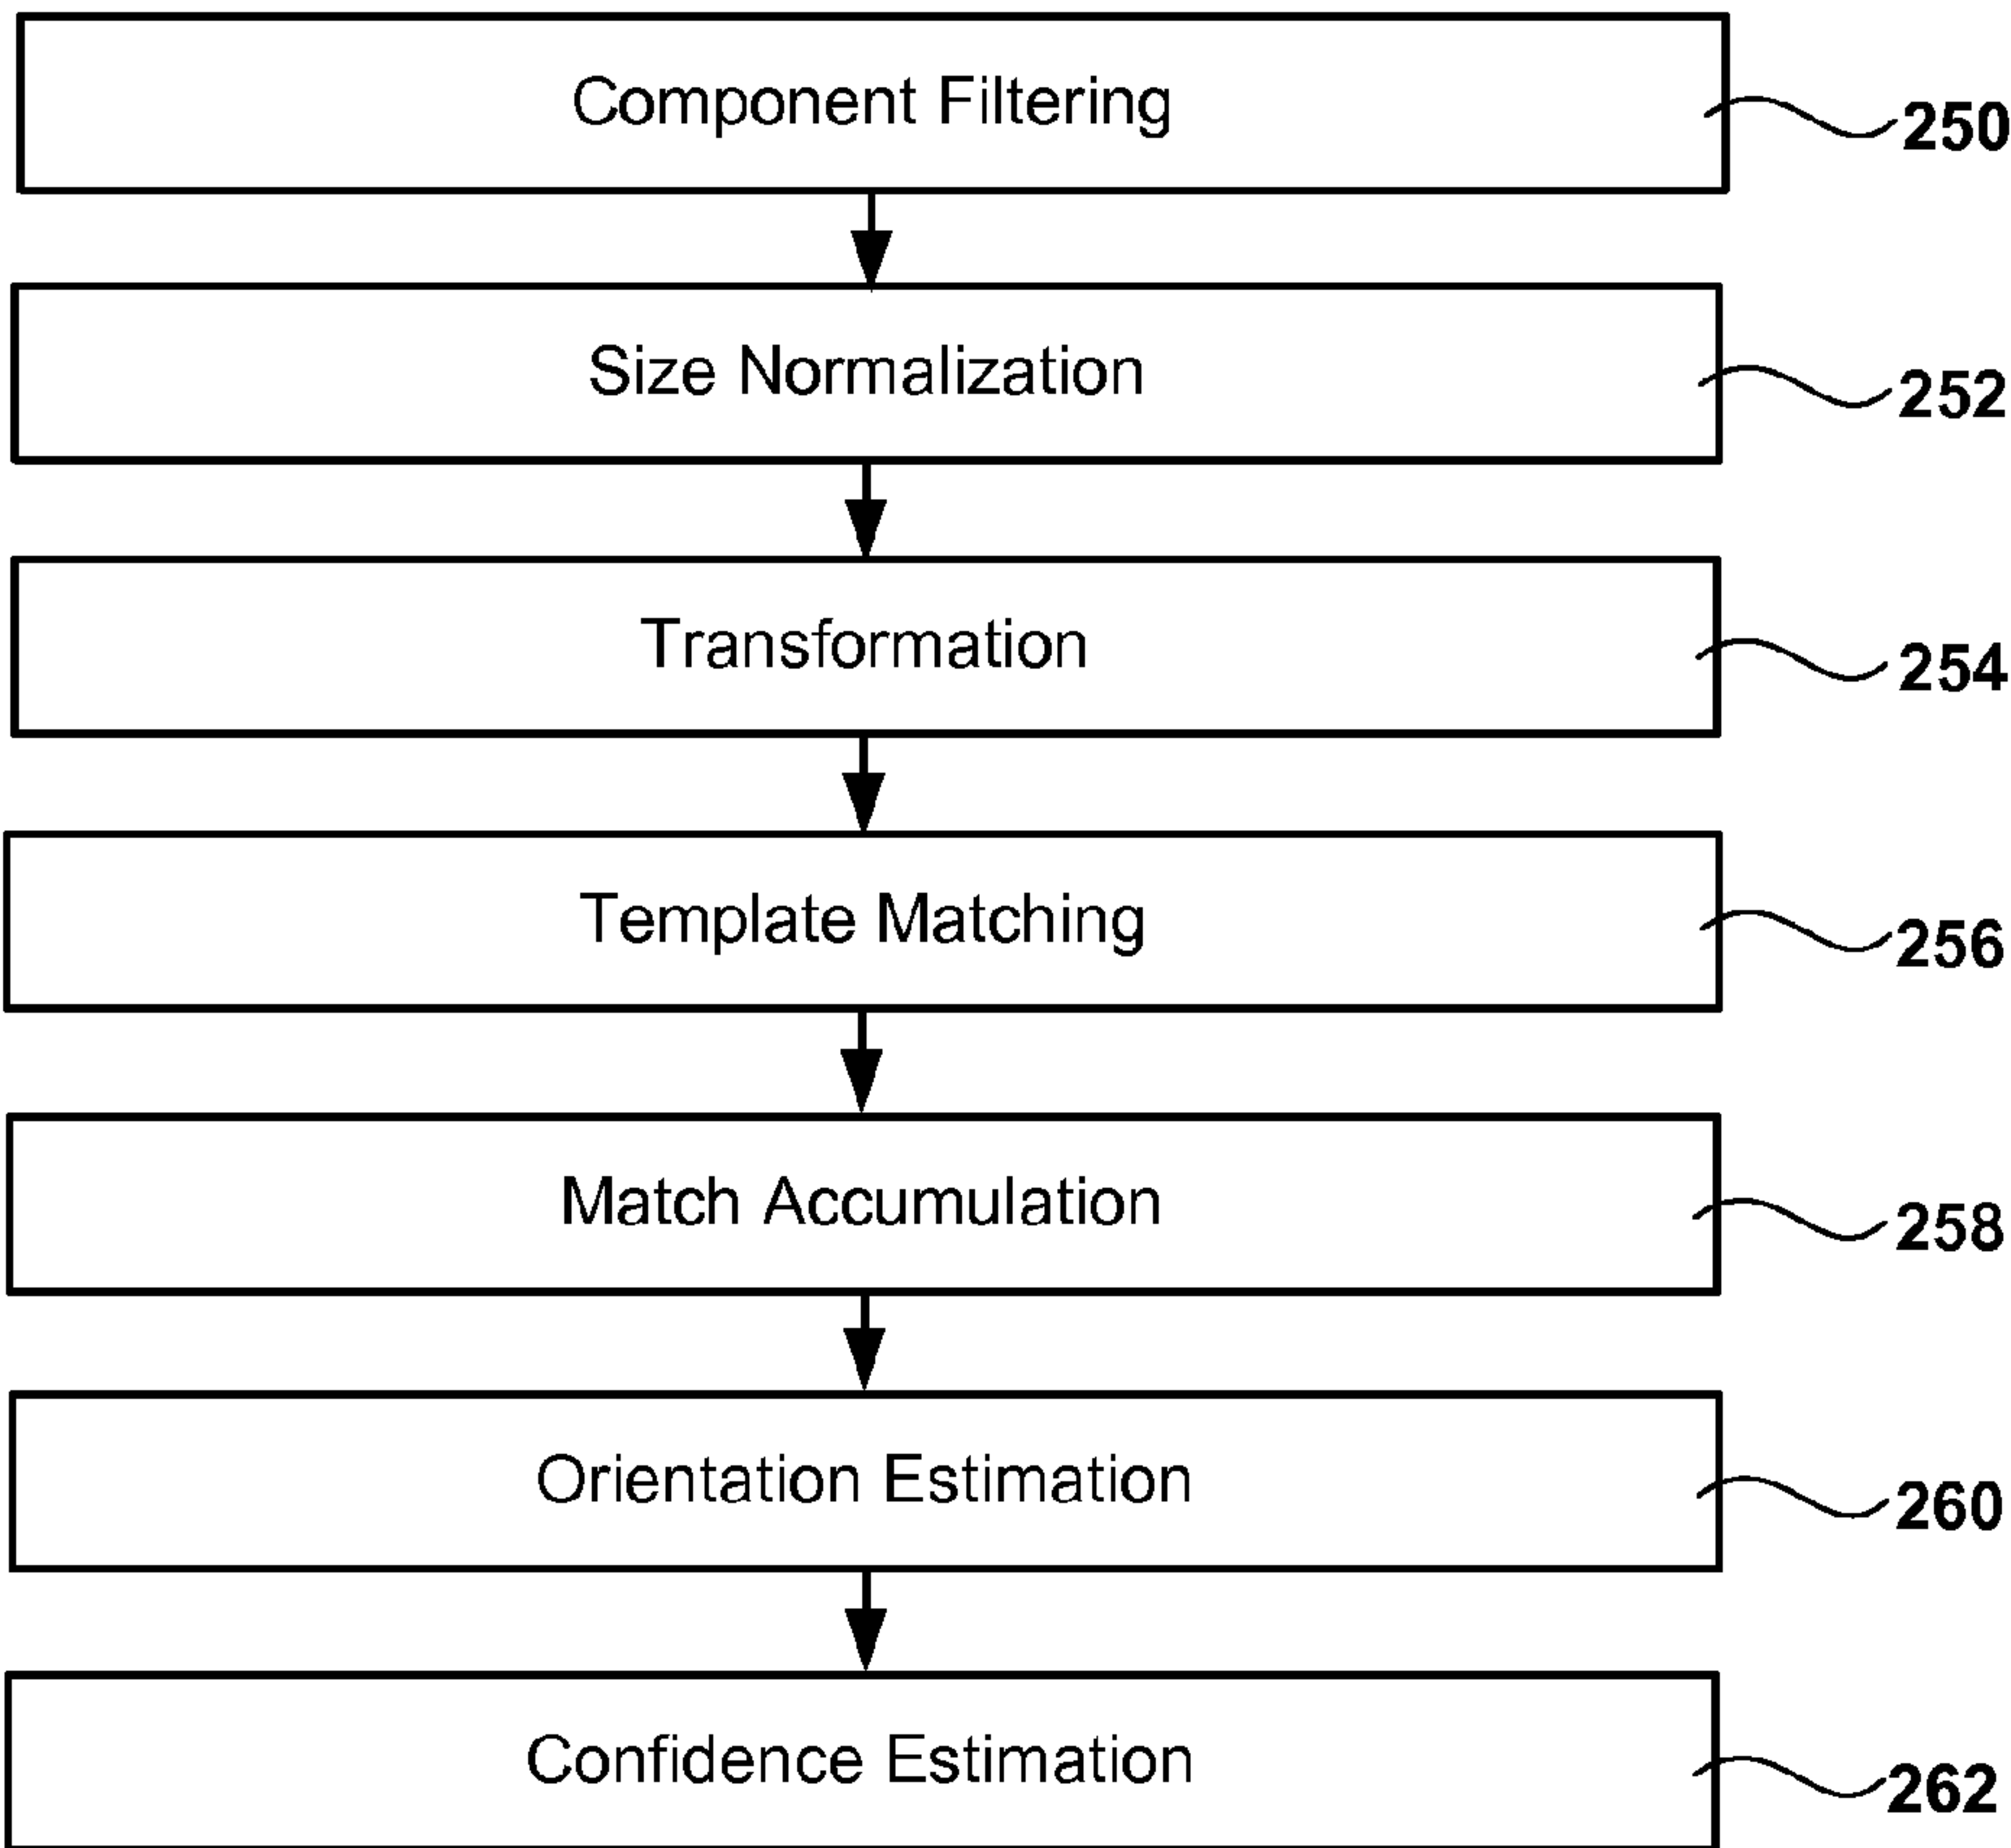 Component Filtering
250
Size Normalization
252
Transformation
254
Template Matching
256
Match Accumulation
258
Orientation Estimation
260
Confidence Estimation
262